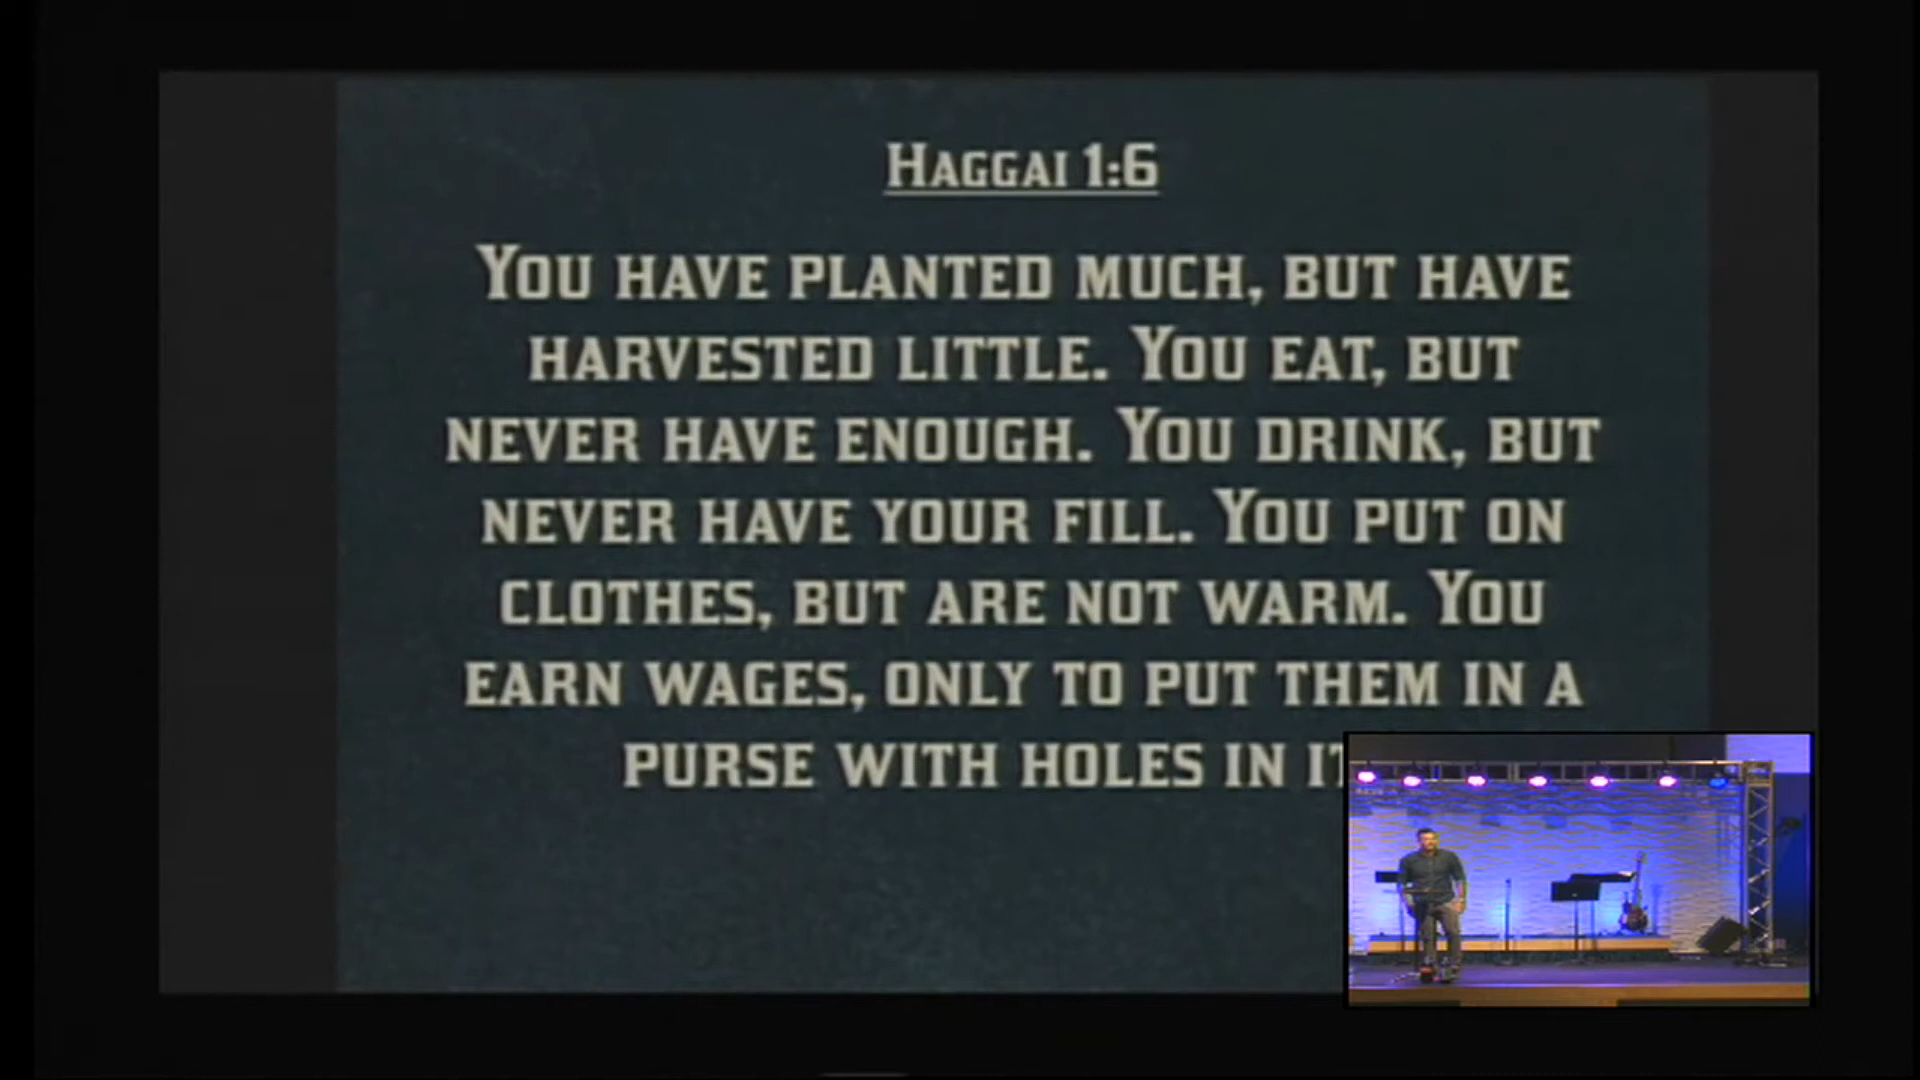 Haggai 1:6
You have planted much, but have
harvested little. You eat, but
never have enough. You drink, but
never have your fill. You put on
clothes, but are not warm. You
earn wages, only to put them in a
purse with holes in it